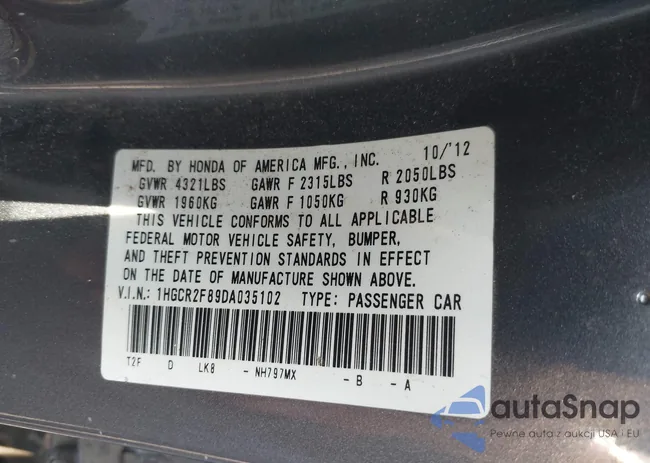 MFD. BY HONDA OF AMERICA MFG., INC. 10/'12
GVWR 4321LBS GAWR F 2315LBS R 2050LBS
GVWR 1960KG GAWR F 1050KG R 930KG
THIS VEHICLE CONFORMS TO ALL APPLICABLE
FEDERAL MOTOR VEHICLE SAFETY, BUMPER,
AND THEFT PREVENTION STANDARDS IN EFFECT
ON THE DATE OF MANUFACTURE SHOWN ABOVE.
V.I.N.: 1HGCR2F89DA035102 TYPE: PASSENGER CAR
T2F D LK8 - NH797MX - B - A
autaSnap
Pewne auta z aukcji USA i EU